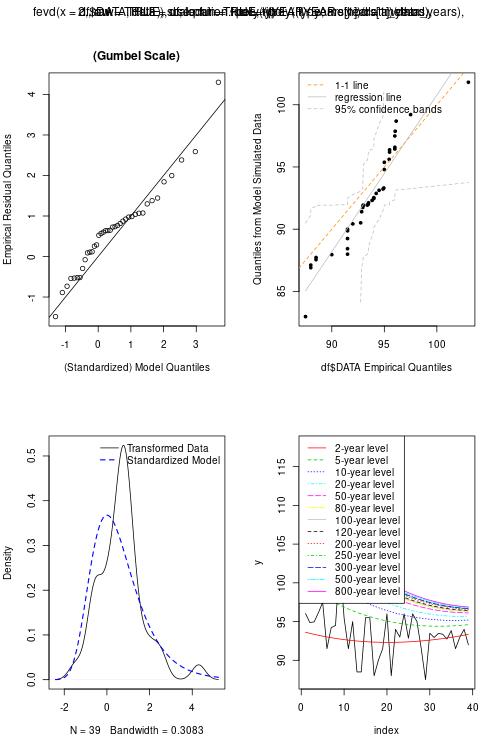 fevd(x =
(Gumbel Scale)
Empirical Residual Quantiles
4
3
2
1
0
-1
-1 0 1 2 3
(Standardized) Model Quantiles
1-1 line
regression line
95% confidence bands
Quantiles from Model Simulated Data
100
95
90
85
90 95 100
df$DATA Empirical Quantiles
Transformed Data
Standardized Model
Density
0.5
0.4
0.3
0.2
0.1
0.0
-2 0 2 4
N = 39 Bandwidth = 0.3083
2-year level
5-year level
10-year level
20-year level
50-year level
80-year level
100-year level
120-year level
200-year level
250-year level
300-year level
500-year level
800-year level
y
115
110
105
100
95
90
0 10 20 30 40
index